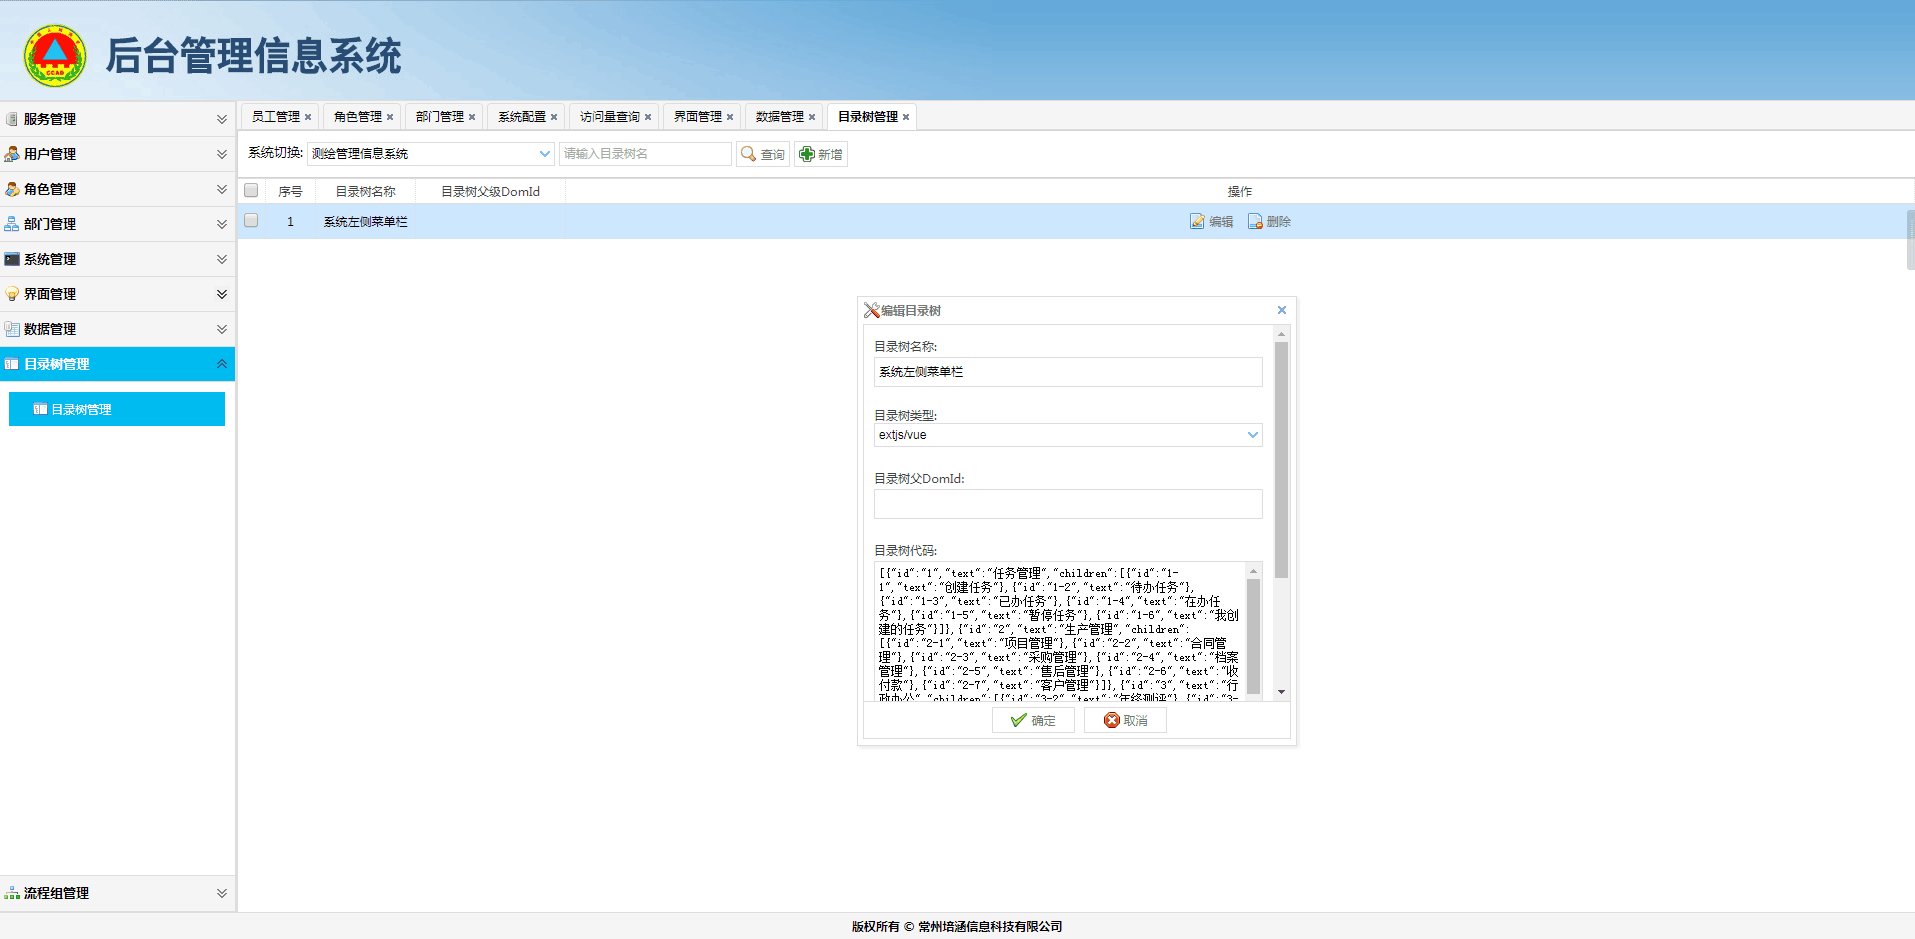 后台管理信息系统
服务管理
用户管理
角色管理
部门管理
系统管理
界面管理
数据管理
目录树管理
目录树管理
流程组管理
员工管理 角色管理 部门管理 系统配置 访问量查询 界面管理 数据管理 目录树管理
系统切换: 测绘管理信息系统 请输入目录树名 查询 新增
序号 目录树名称 目录树父级DomId 操作
1 系统左侧菜单栏 编辑 删除
编辑目录树
目录树名称:
系统左侧菜单栏
目录树类型:
extjs/vue
目录树父DomId:
目录树代码:
[{"id":"1","text":"任务管理","children":[{"id":"1-
1","text":"创建任务"},{"id":"1-2","text":"待办任务"},
{"id":"1-3","text":"已办任务"},{"id":"1-4","text":"在办任
务"},{"id":"1-5","text":"暂停任务"},{"id":"1-6","text":"我创
建的任务"}]},{"id":"2","text":"生产管理","children":
[{"id":"2-1","text":"项目管理"},{"id":"2-2","text":"合同管
理"},{"id":"2-3","text":"采购管理"},{"id":"2-4","text":"档案
管理"},{"id":"2-5","text":"售后管理"},{"id":"2-6","text":"收
付款"},{"id":"2-7","text":"客户管理"}]},{"id":"3","text":"行
政办公","children":[{"id":"3-2","text":"年终测评"},{"id":"3-
确定 取消
版权所有 © 常州培涵信息科技有限公司